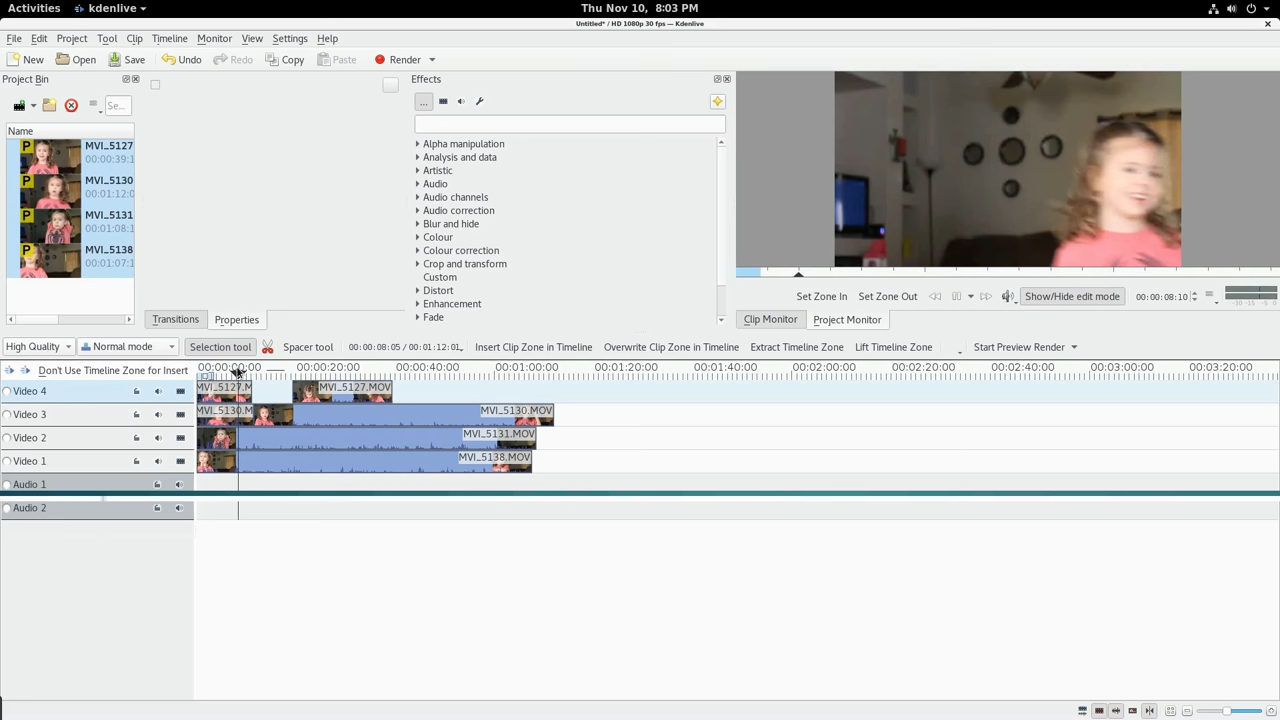 Activities kdenlive Thu Nov 10, 8:03 PM
Untitled* / HD 1080p 30 fps — Kdenlive
File Edit Project Tool Clip Timeline Monitor View Settings Help
New Open Save Undo Redo Copy Paste Render
Project Bin
Se...
Name
MVI_5127
00:00:39:1
MVI_5130
00:01:12:0
MVI_5131
00:01:08:1
MVI_5138
00:01:07:1
Transitions Properties
Effects
...
Alpha manipulation
Analysis and data
Artistic
Audio
Audio channels
Audio correction
Blur and hide
Colour
Colour correction
Crop and transform
Custom
Distort
Enhancement
Fade
Set Zone In Set Zone Out Show/Hide edit mode 00:00:08:10
Clip Monitor Project Monitor
High Quality Normal mode Selection tool Spacer tool 00:00:08:05 / 00:01:12:01 Insert Clip Zone in Timeline Overwrite Clip Zone in Timeline Extract Timeline Zone Lift Timeline Zone Start Preview Render
Don't Use Timeline Zone for Insert 00:00:20:00 00:00:40:00 00:01:00:00 00:01:20:00 00:01:40:00 00:02:00:00 00:02:20:00 00:02:40:00 00:03:00:00 00:03:20:00
Video 4 MVI_5127.M MVI_5127.MOV
Video 3 MVI_5130.M MVI_5130.MOV
Video 2 MVI_5131.MOV
Video 1 MVI_5138.MOV
Audio 1
Audio 2